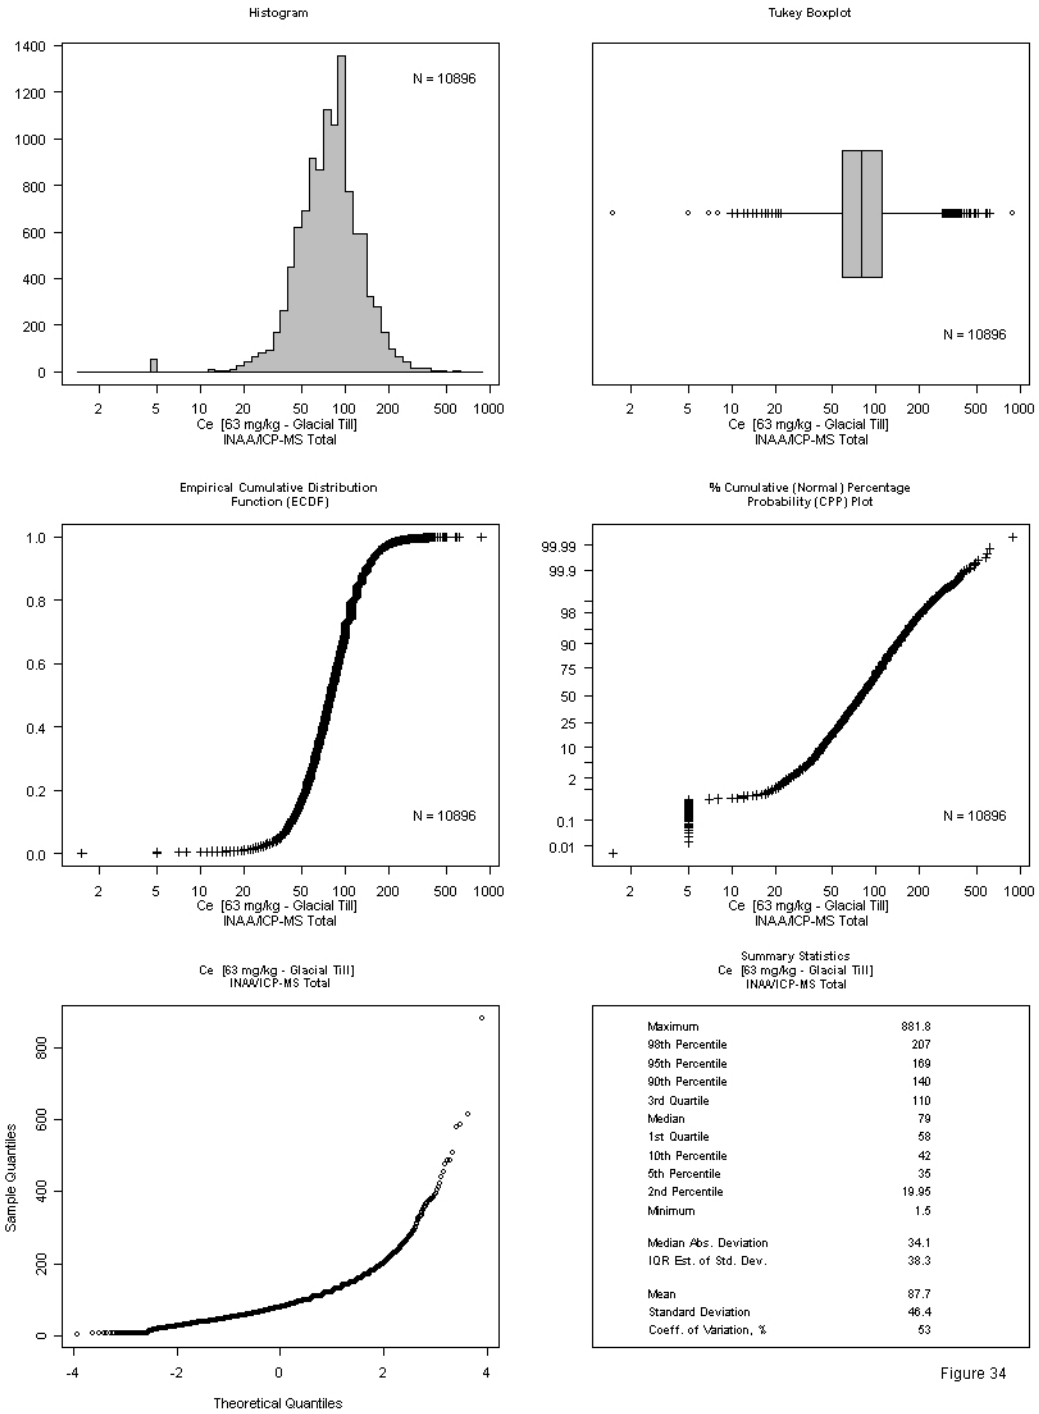 Histogram
1400
1200
1000
800
600
400
200
0
N = 10896
2 5 10 20 50 100 200 500 1000
Ce [63 mg/kg - Glacial Till]
INAA/ICP-MS Total
Tukey Boxplot
N = 10896
2 5 10 20 50 100 200 500 1000
Ce [63 mg/kg - Glacial Till]
INAA/ICP-MS Total
Empirical Cumulative Distribution
Function (ECDF)
1.0
0.8
0.6
0.4
0.2
0.0
N = 10896
2 5 10 20 50 100 200 500 1000
Ce [63 mg/kg - Glacial Till]
INAA/ICP-MS Total
% Cumulative (Normal) Percentage
Probability (CPP) Plot
99.99
99.9
98
90
75
50
25
10
2
0.1
0.01
N = 10896
2 5 10 20 50 100 200 500 1000
Ce [63 mg/kg - Glacial Till]
INAA/ICP-MS Total
Ce [63 mg/kg - Glacial Till]
INAA/ICP-MS Total
Sample Quantiles
800
600
400
200
0
-4 -2 0 2 4
Theoretical Quantiles
Summary Statistics
Ce [63 mg/kg - Glacial Till]
INAA/ICP-MS Total
Maximum 881.8
98th Percentile 207
95th Percentile 169
90th Percentile 140
3rd Quartile 110
Median 79
1st Quartile 58
10th Percentile 42
5th Percentile 35
2nd Percentile 19.95
Minimum 1.5
Median Abs. Deviation 34.1
IQR Est. of Std. Dev. 38.3
Mean 87.7
Standard Deviation 46.4
Coeff. of Variation, % 53
Figure 34